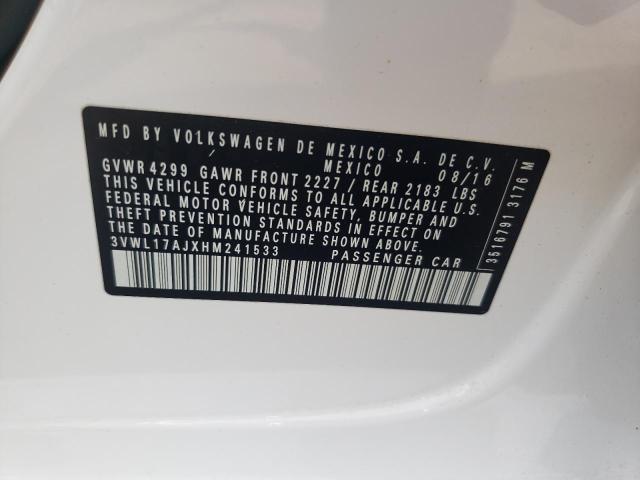 MFD BY VOLKSWAGEN DE MEXICO S.A. DE C.V.
MEXICO 08/16
GVWR 4299 GAWR FRONT 2227 / REAR 2183 LBS
THIS VEHICLE CONFORMS TO ALL APPLICABLE U.S.
FEDERAL MOTOR VEHICLE SAFETY, BUMPER AND
THEFT PREVENTION STANDARDS IN EFFECT ON
THE DATE OF MANUFACTURE SHOWN ABOVE.
3VWL17AJXHM241533 PASSENGER CAR
3516791 3176 M